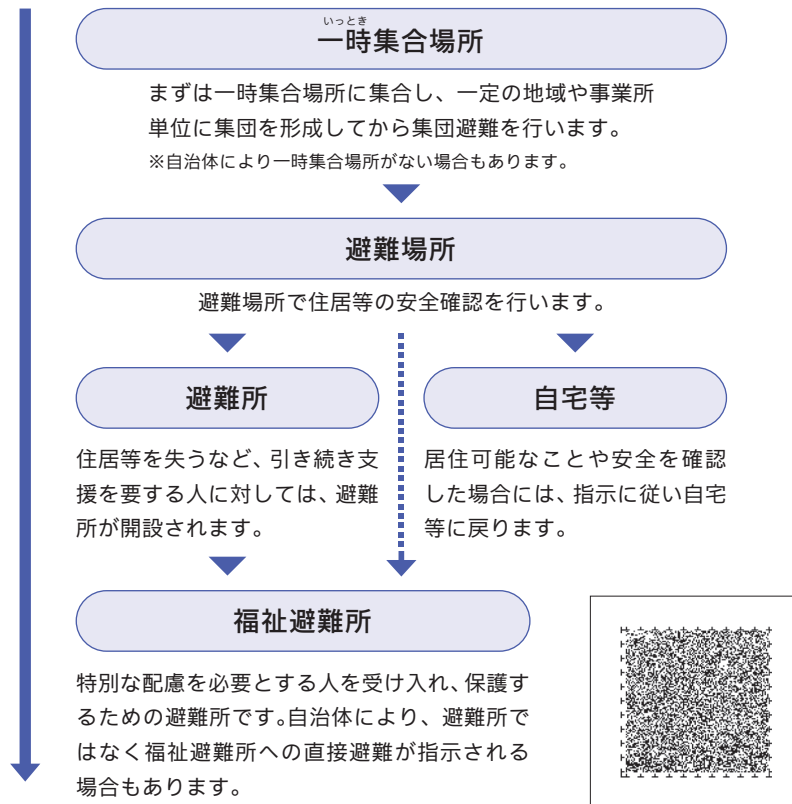 いっとき
一時集合場所
まずは一時集合場所に集合し、一定の地域や事業所
単位に集団を形成してから集団避難を行います。
※自治体により一時集合場所がない場合もあります。
避難場所
避難場所で住居等の安全確認を行います。
避難所
住居等を失うなど、引き続き支
援を要する人に対しては、避難
所が開設されます。
自宅等
居住可能なことや安全を確認
した場合には、指示に従い自宅
等に戻ります。
福祉避難所
特別な配慮を必要とする人を受け入れ、保護す
るための避難所です。自治体により、避難所で
はなく福祉避難所への直接避難が指示される
場合もあります。